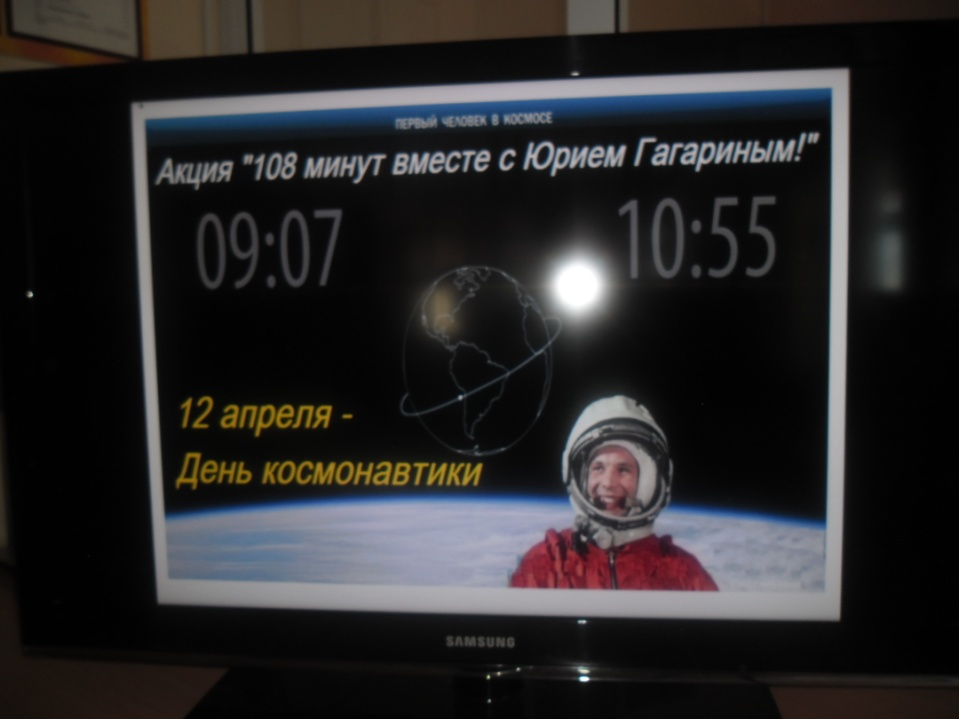 ПЕРВЫЙ ЧЕЛОВЕК В КОСМОСЕ
Акция "108 минут вместе с Юрием Гагариным!"
09:07 10:55
12 апреля -
День космонавтики
SAMSUNG